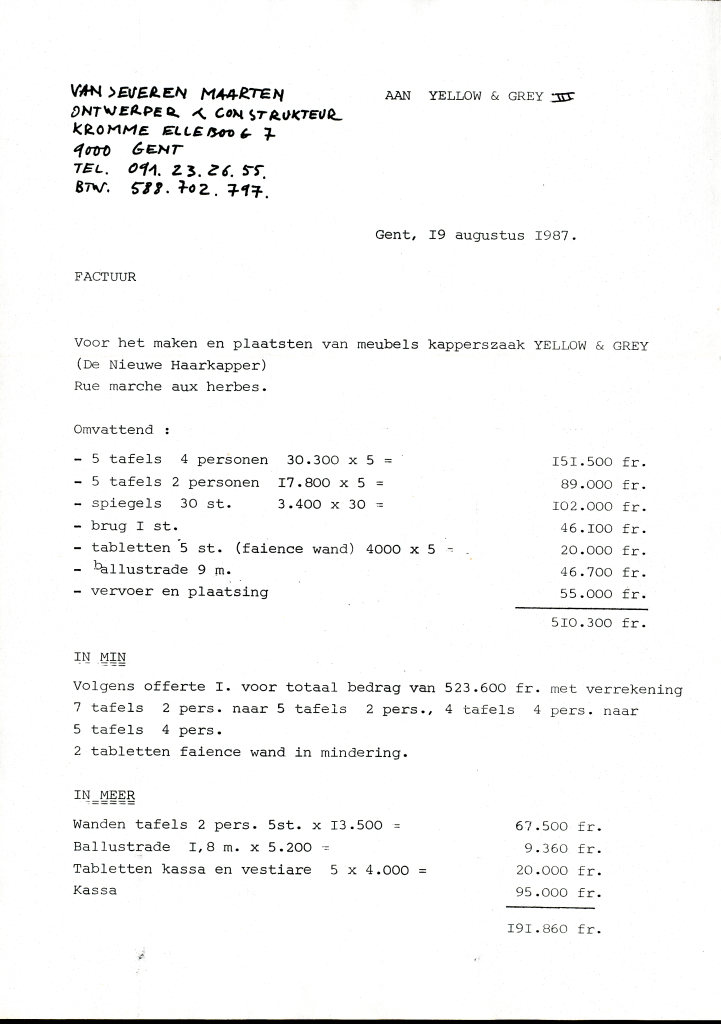 VAN SEVEREN MAARTEN
ONTWERPER & CONSTRUKTEUR
KROMME ELLEBOOG 7
9000 GENT
TEL. 091. 23. 26. 55.
BTW. 588. 702. 797.
AAN YELLOW & GREY III
Gent, I9 augustus I987.
FACTUUR
Voor het maken en plaatsten van meubels kapperszaak YELLOW & GREY
(De Nieuwe Haarkapper)
Rue marche aux herbes.
Omvattend :
- 5 tafels 4 personen 30.300 x 5 = I5I.500 fr.
- 5 tafels 2 personen I7.800 x 5 = 89.000 fr.
- spiegels 30 st. 3.400 x 30 = I02.000 fr.
- brug I st. 46.I00 fr.
- tabletten 5 st. (faience wand) 4000 x 5 = 20.000 fr.
- ballustrade 9 m. 46.700 fr.
- vervoer en plaatsing 55.000 fr.
5I0.300 fr.
IN MIN
Volgens offerte I. voor totaal bedrag van 523.600 fr. met verrekening
7 tafels 2 pers. naar 5 tafels 2 pers., 4 tafels 4 pers. naar
5 tafels 4 pers.
2 tabletten faience wand in mindering.
IN MEER
Wanden tafels 2 pers. 5st. x I3.500 = 67.500 fr.
Ballustrade I,8 m. x 5.200 = 9.360 fr.
Tabletten kassa en vestiare 5 x 4.000 = 20.000 fr.
Kassa 95.000 fr.
I9I.860 fr.